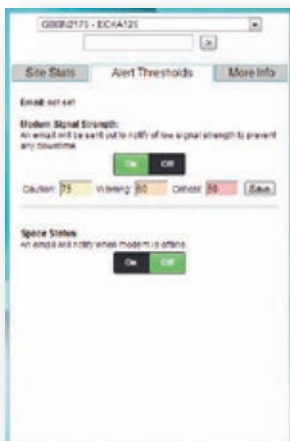 >
Site Stats Alert Thresholds More Info
Email: not set
Modem Signal Strength:
An email will be sent out to notify of low signal strength to prevent
any downtime.
On Off
Caution: 75 Warning: 60 Critical: 50 Save
Space Status:
An email will notify when modem is offline.
On Off